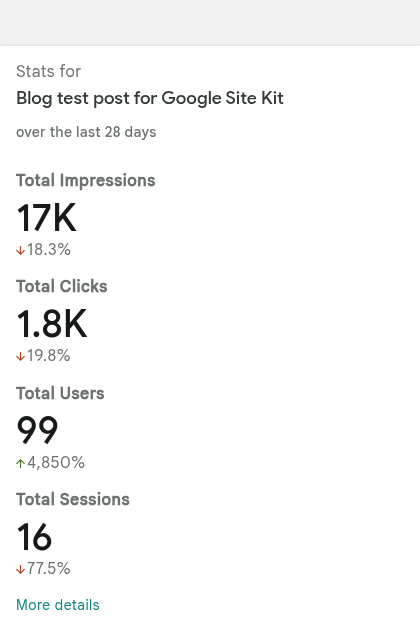 Stats for
Blog test post for Google Site Kit
over the last 28 days
Total Impressions
17K
↓18.3%
Total Clicks
1.8K
↓19.8%
Total Users
99
↑4,850%
Total Sessions
16
↓77.5%
More details